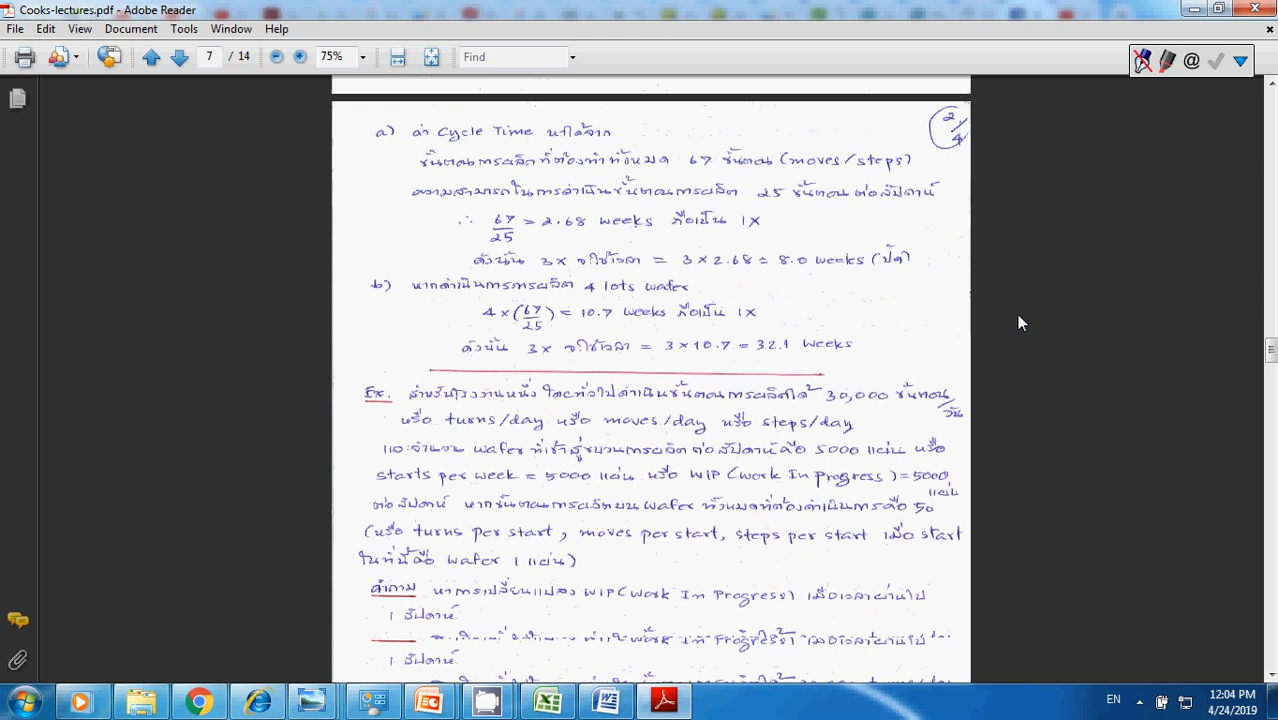 Cooks-lectures.pdf - Adobe Reader
File Edit View Document Tools Window Help
7 / 14 75% Find
2/4
a) ค่า Cycle Time หาได้จาก
ขั้นตอนการผลิตที่ต้องทำทั้งหมด 67 ขั้นตอน (moves/steps)
ความสามารถในการดำเนินขั้นตอนการผลิต 25 ขั้นตอน ต่อสัปดาห์
∴ 67/25 = 2.68 weeks ถือเป็น 1X
ดังนั้น 3X จะใช้เวลา = 3 x 2.68 = 8.0 weeks (ปัด)
b) หากดำเนินการการผลิต 4 lots wafer
4 x (67/25) = 10.7 weeks ถือเป็น 1X
ดังนั้น 3X จะใช้เวลา = 3 x 10.7 = 32.1 weeks
Ex. สำหรับโรงงานหนึ่ง โดยทั่วไปดำเนินขั้นตอนการผลิตได้ 30,000 ขั้นตอน/วัน
หรือ turns/day หรือ moves/day หรือ steps/day
และจำนวน wafer ที่เข้าสู่ขบวนการผลิต ต่อสัปดาห์คือ 5000 แผ่น หรือ
starts per week = 5000 แผ่น หรือ WIP (Work In Progress) = 5000 แผ่น
ต่อสัปดาห์ หากขั้นตอนการผลิตบน wafer ทั้งหมดที่ต้องดำเนินการคือ 50
(หรือ turns per start, moves per start, steps per start เมื่อ start
ในที่นี้คือ wafer 1 แผ่น)
คำถาม หาการเปลี่ยนแปลง WIP (Work In Progress) เมื่อเวลาผ่านไป
1 สัปดาห์
1 สัปดาห์
EN 12:04 PM
4/24/2019